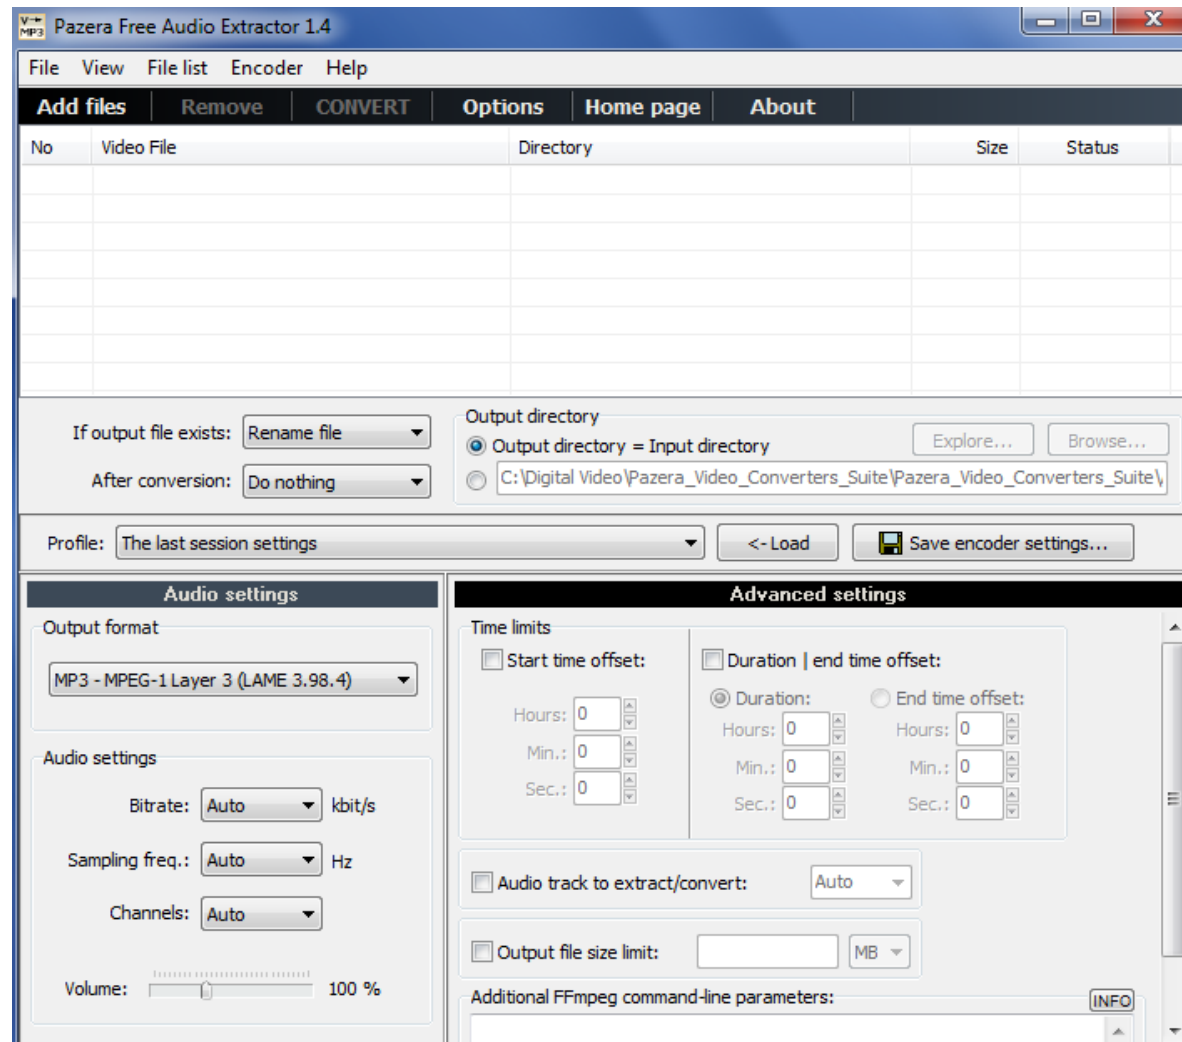 V→ MP3 Pazera Free Audio Extractor 1.4
File View File list Encoder Help
Add files Remove CONVERT Options Home page About
No Video File Directory Size Status
If output file exists: Rename file
After conversion: Do nothing
Output directory
Output directory = Input directory Explore... Browse...
C:\Digital Video\Pazera_Video_Converters_Suite\Pazera_Video_Converters_Suite\
Profile: The last session settings <- Load Save encoder settings...
Audio settings
Output format
MP3 - MPEG-1 Layer 3 (LAME 3.98.4)
Audio settings
Bitrate: Auto kbit/s
Sampling freq.: Auto Hz
Channels: Auto
Volume: 100 %
Advanced settings
Time limits
Start time offset:
Hours: 0
Min.: 0
Sec.: 0
Duration | end time offset:
Duration: End time offset:
Hours: 0 Hours: 0
Min.: 0 Min.: 0
Sec.: 0 Sec.: 0
Audio track to extract/convert: Auto
Output file size limit: MB
Additional FFmpeg command-line parameters: INFO